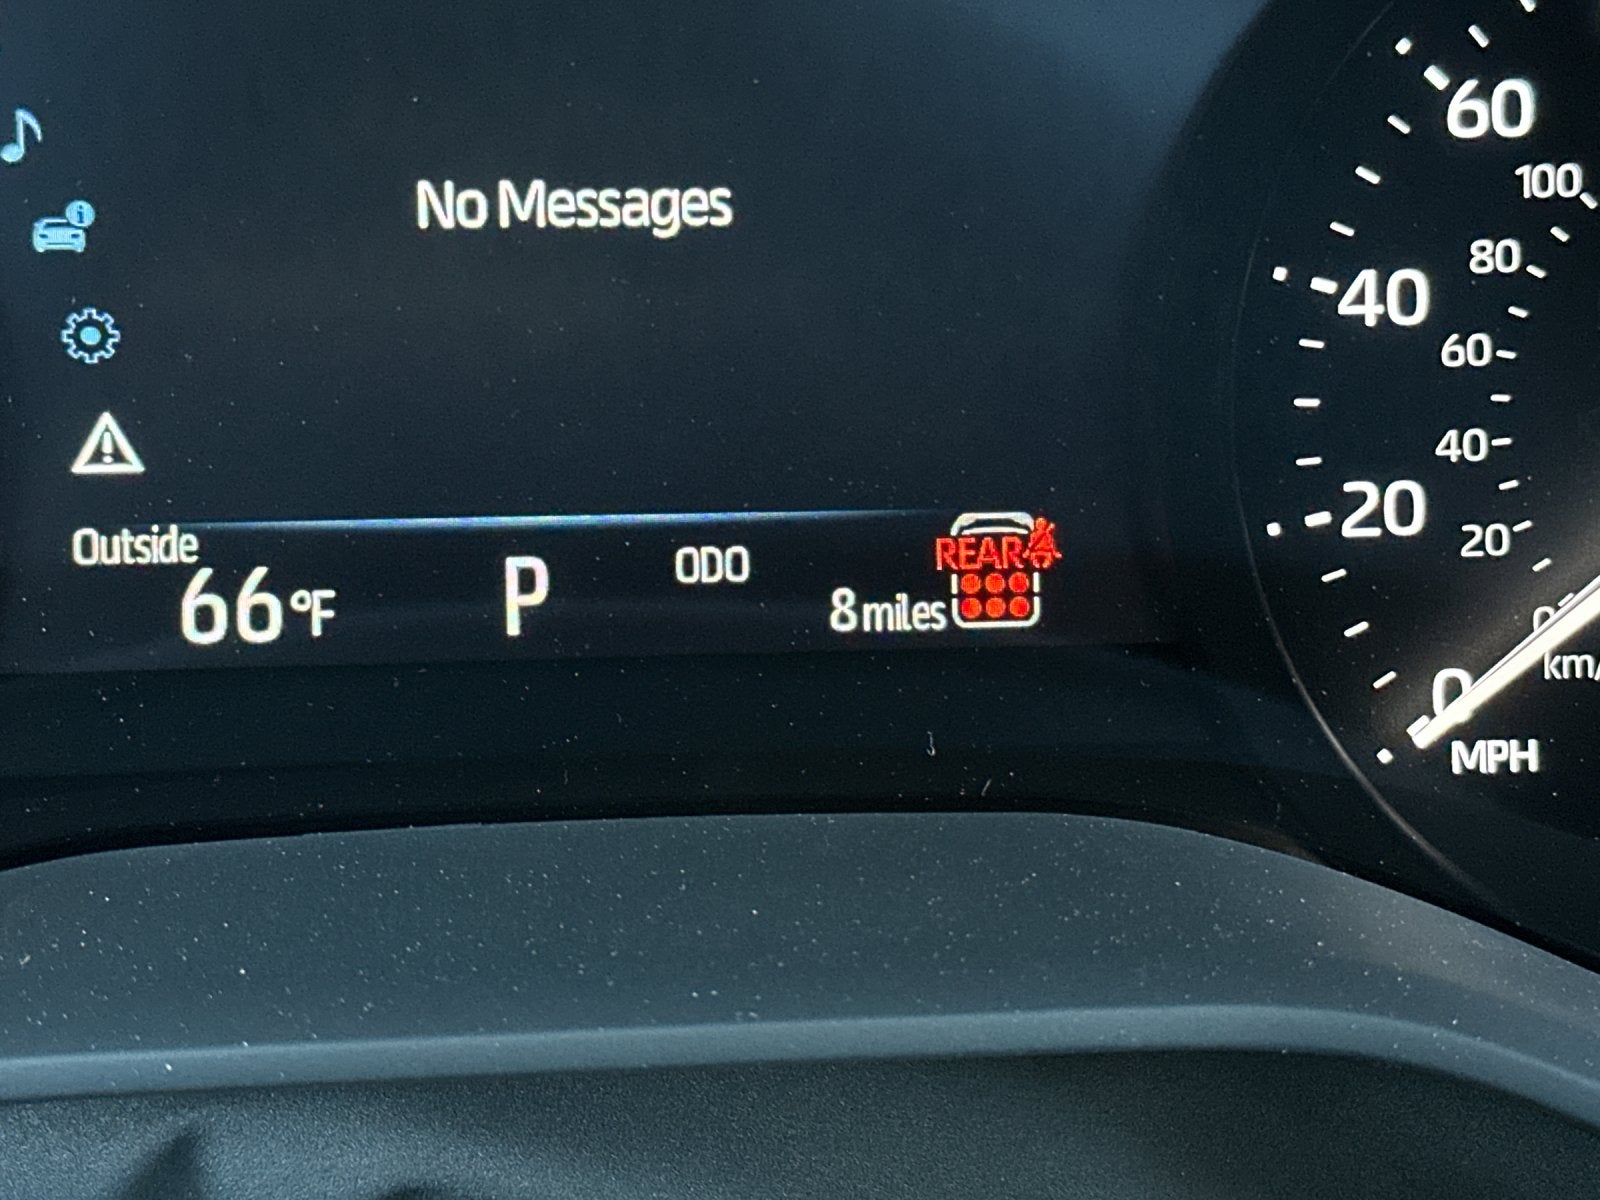 No Messages
Outside
66°F
P
ODO
8 miles
REAR
60
100
80
40
60
40
20
20
0
0
km/
MPH